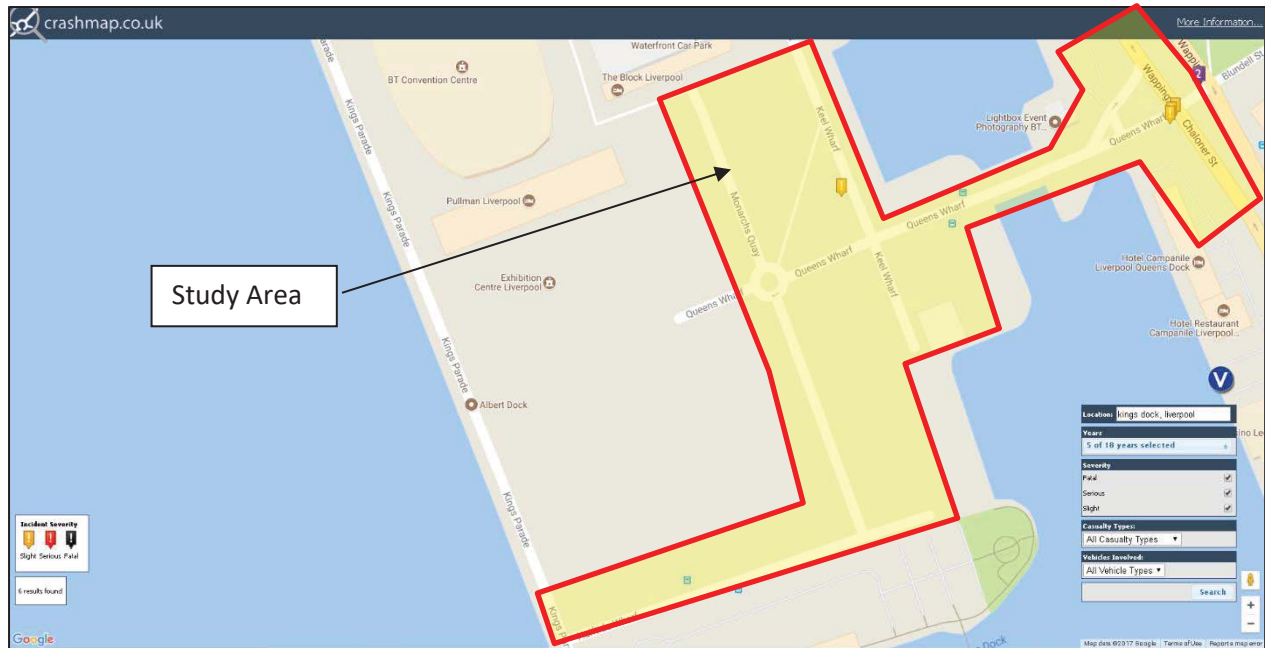 crashmap.co.uk
More Information...
Waterfront Car Park
BT Convention Centre
The Block Liverpool
Kings Parade
Keel Wharf
Wapping
Wapping
2
Blundell St
Lightbox Event
Photography BT...
Queens Wharf
Chaloner St
Kings Parade
Pullman Liverpool
Monarchs Quay
Queens Wharf
Queens Wharf
Keel Wharf
Hotel Campanile
Liverpool Queens Dock
Study Area
Exhibition
Centre Liverpool
Hotel Restaurant
Campanile Liverpool...
Kings Parade
Albert Dock
V
Location: kings dock, liverpool
Years
5 of 18 years selected
Severity
Fatal
Serious
Slight
Casualty Types:
All Casualty Types
Vehicles Involved:
All Vehicle Types
Search
Kings Parade
Incident Severity
Slight Serious Fatal
6 results found
Google
Map data ©2017 Google Terms of Use Report a map error